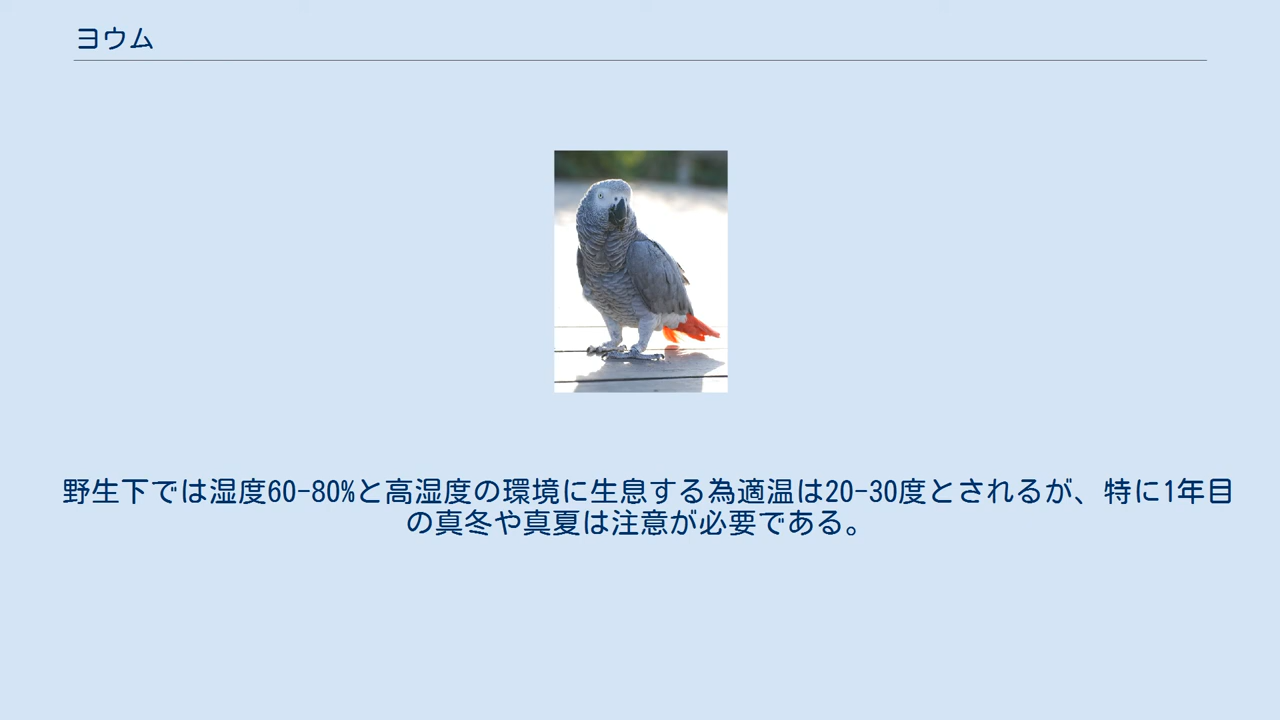 ヨウム
野生下では湿度60-80%と高湿度の環境に生息する為適温は20-30度とされるが、特に1年目
の真冬や真夏は注意が必要である。